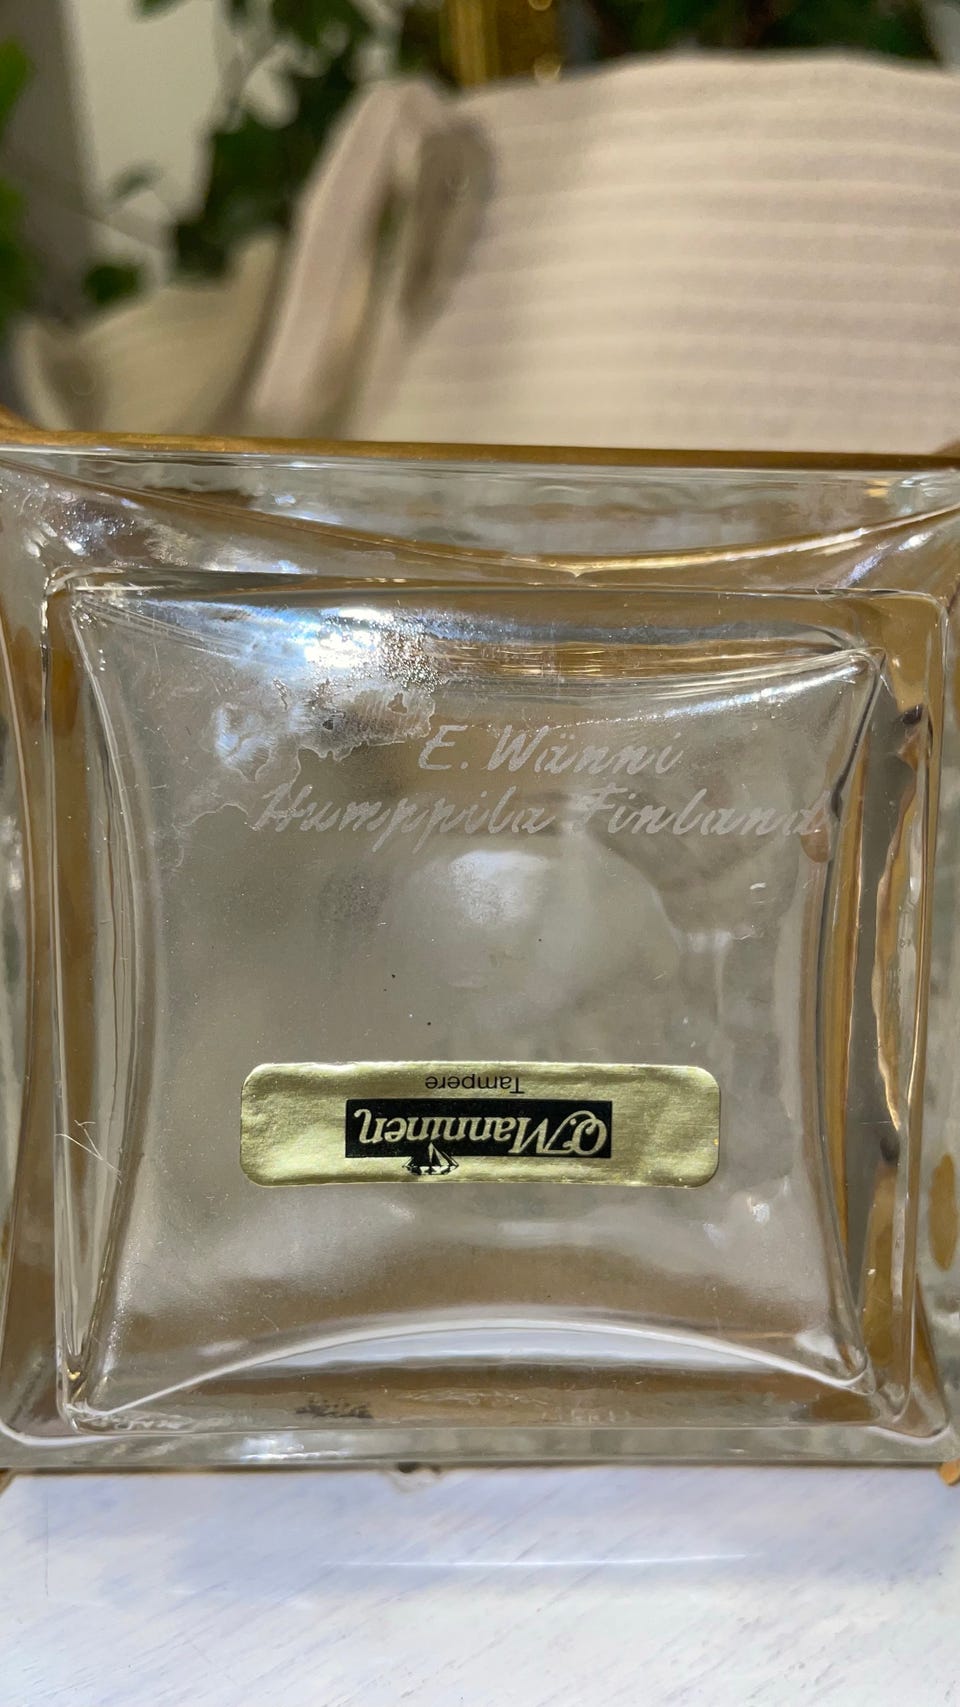 E. Wänni
Humppila Finland
O. Manninen
Tampere